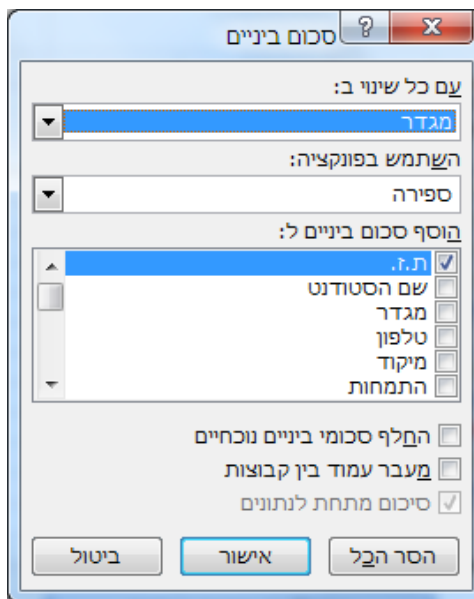 סכום ביניים
עם כל שינוי ב:
מגדר
השתמש בפונקציה:
ספירה
הוסף סכום ביניים ל:
ת.ז.
שם הסטודנט
מגדר
טלפון
מיקוד
התמחות
החלף סכומי ביניים נוכחיים
מעבר עמוד בין קבוצות
סיכום מתחת לנתונים
הסר הכל אישור ביטול